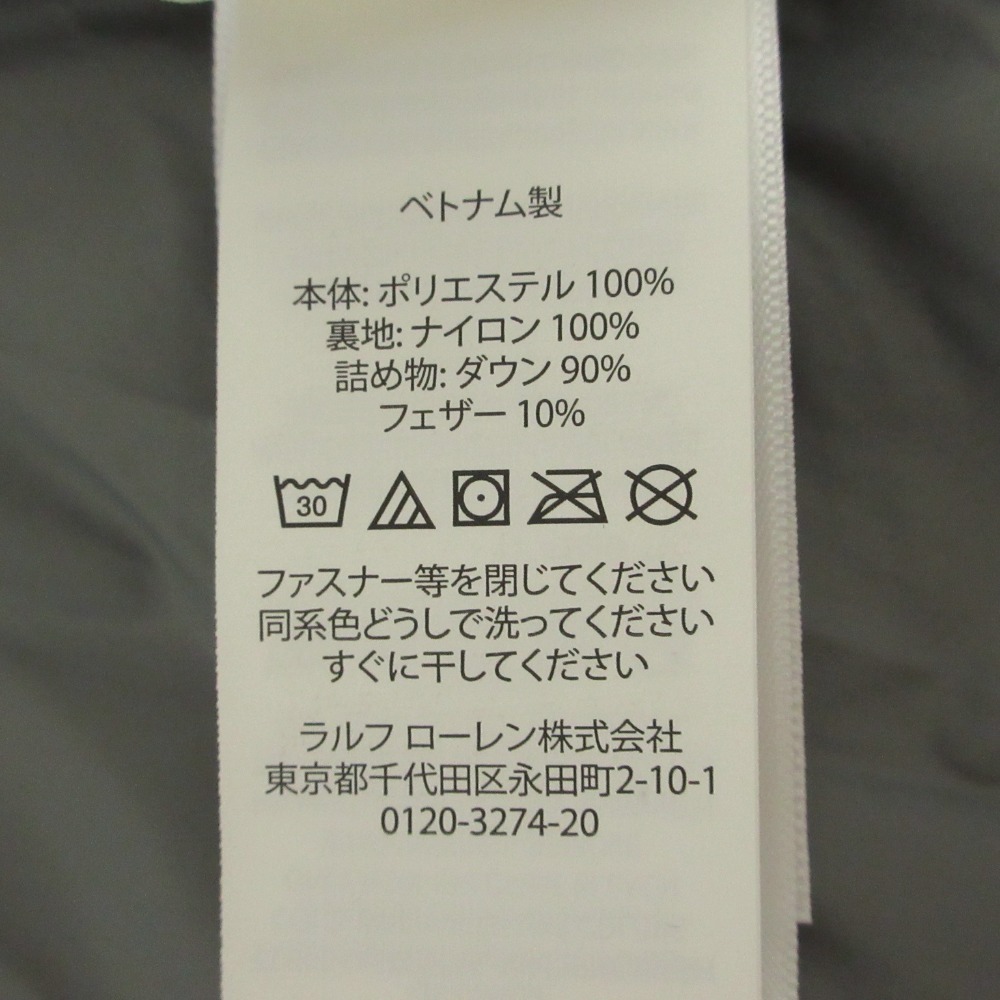 ベトナム製
本体: ポリエステル 100%
裏地: ナイロン 100%
詰め物: ダウン 90%
フェザー 10%
30
ファスナー等を閉じてください
同系色どうしで洗ってください
すぐに干してください
ラルフ ローレン株式会社
東京都千代田区永田町2-10-1
0120-3274-20